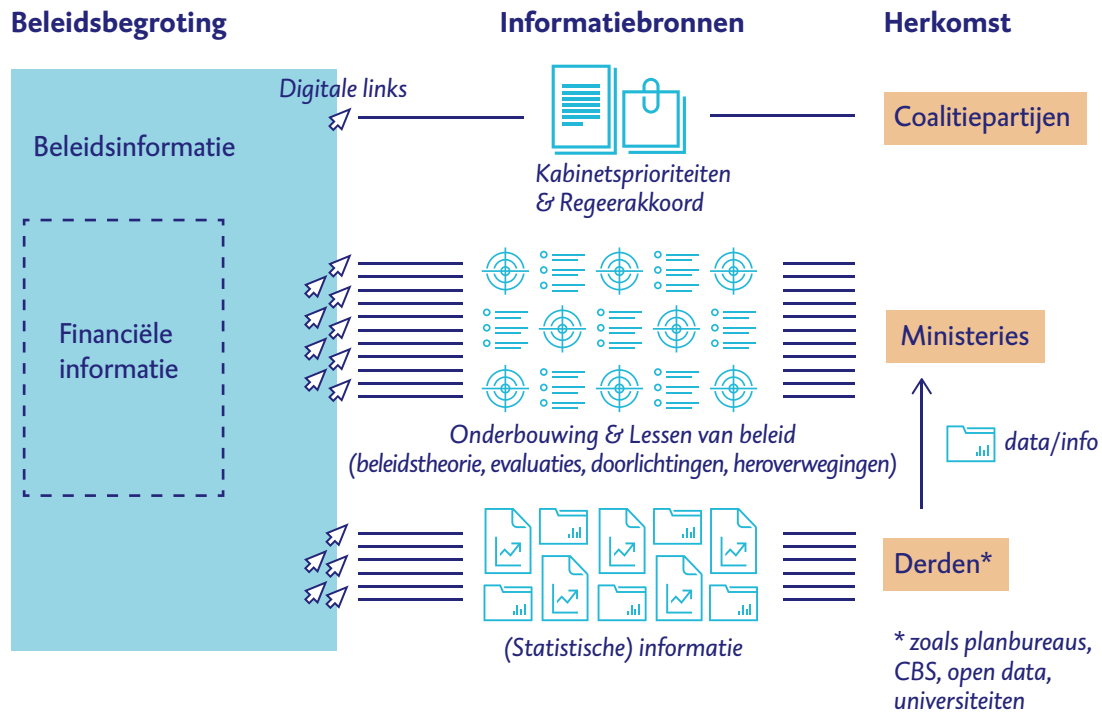 Beleidsbegroting
Informatiebronnen
Herkomst
Digitale links
Beleidsinformatie
Coalitiepartijen
Kabinetsprioriteiten
& Regeerakkoord
Financiële
informatie
Ministeries
Onderbouwing & Lessen van beleid
(beleidstheorie, evaluaties, doorlichtingen, heroverwegingen)
data/info
Derden*
(Statistische) informatie
* zoals planbureaus,
CBS, open data,
universiteiten